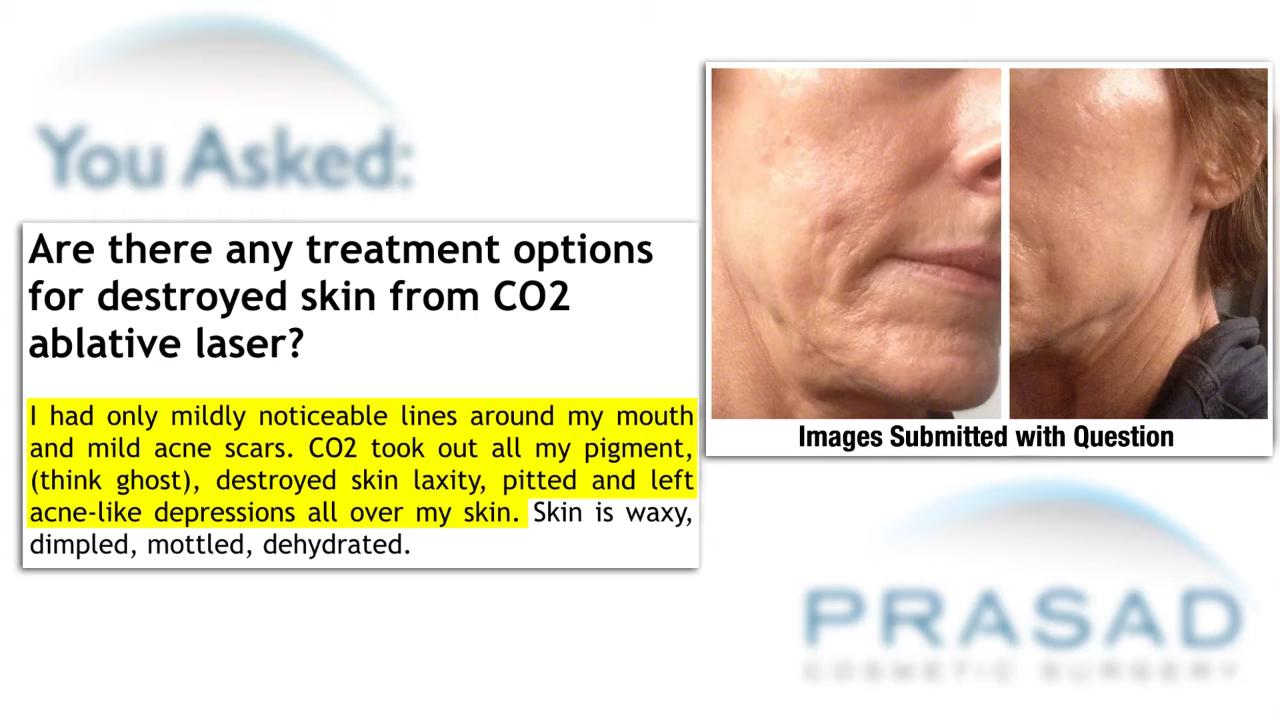 You Asked:
Are there any treatment options
for destroyed skin from CO2
ablative laser?
I had only mildly noticeable lines around my mouth
and mild acne scars. CO2 took out all my pigment,
(think ghost), destroyed skin laxity, pitted and left
acne-like depressions all over my skin. Skin is waxy,
dimpled, mottled, dehydrated.
Images Submitted with Question
PRASAD
COSMETIC SURGERY